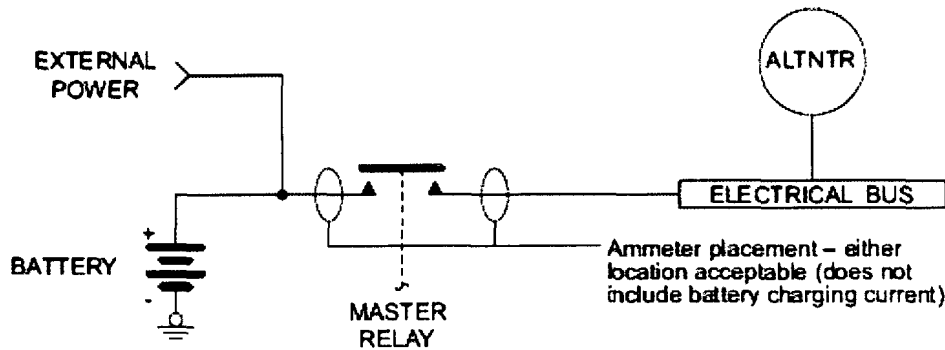 EXTERNAL
POWER
ALTNTR
ELECTRICAL BUS
+
BATTERY
-
MASTER
RELAY
Ammeter placement – either
location acceptable (does not
include battery charging current)